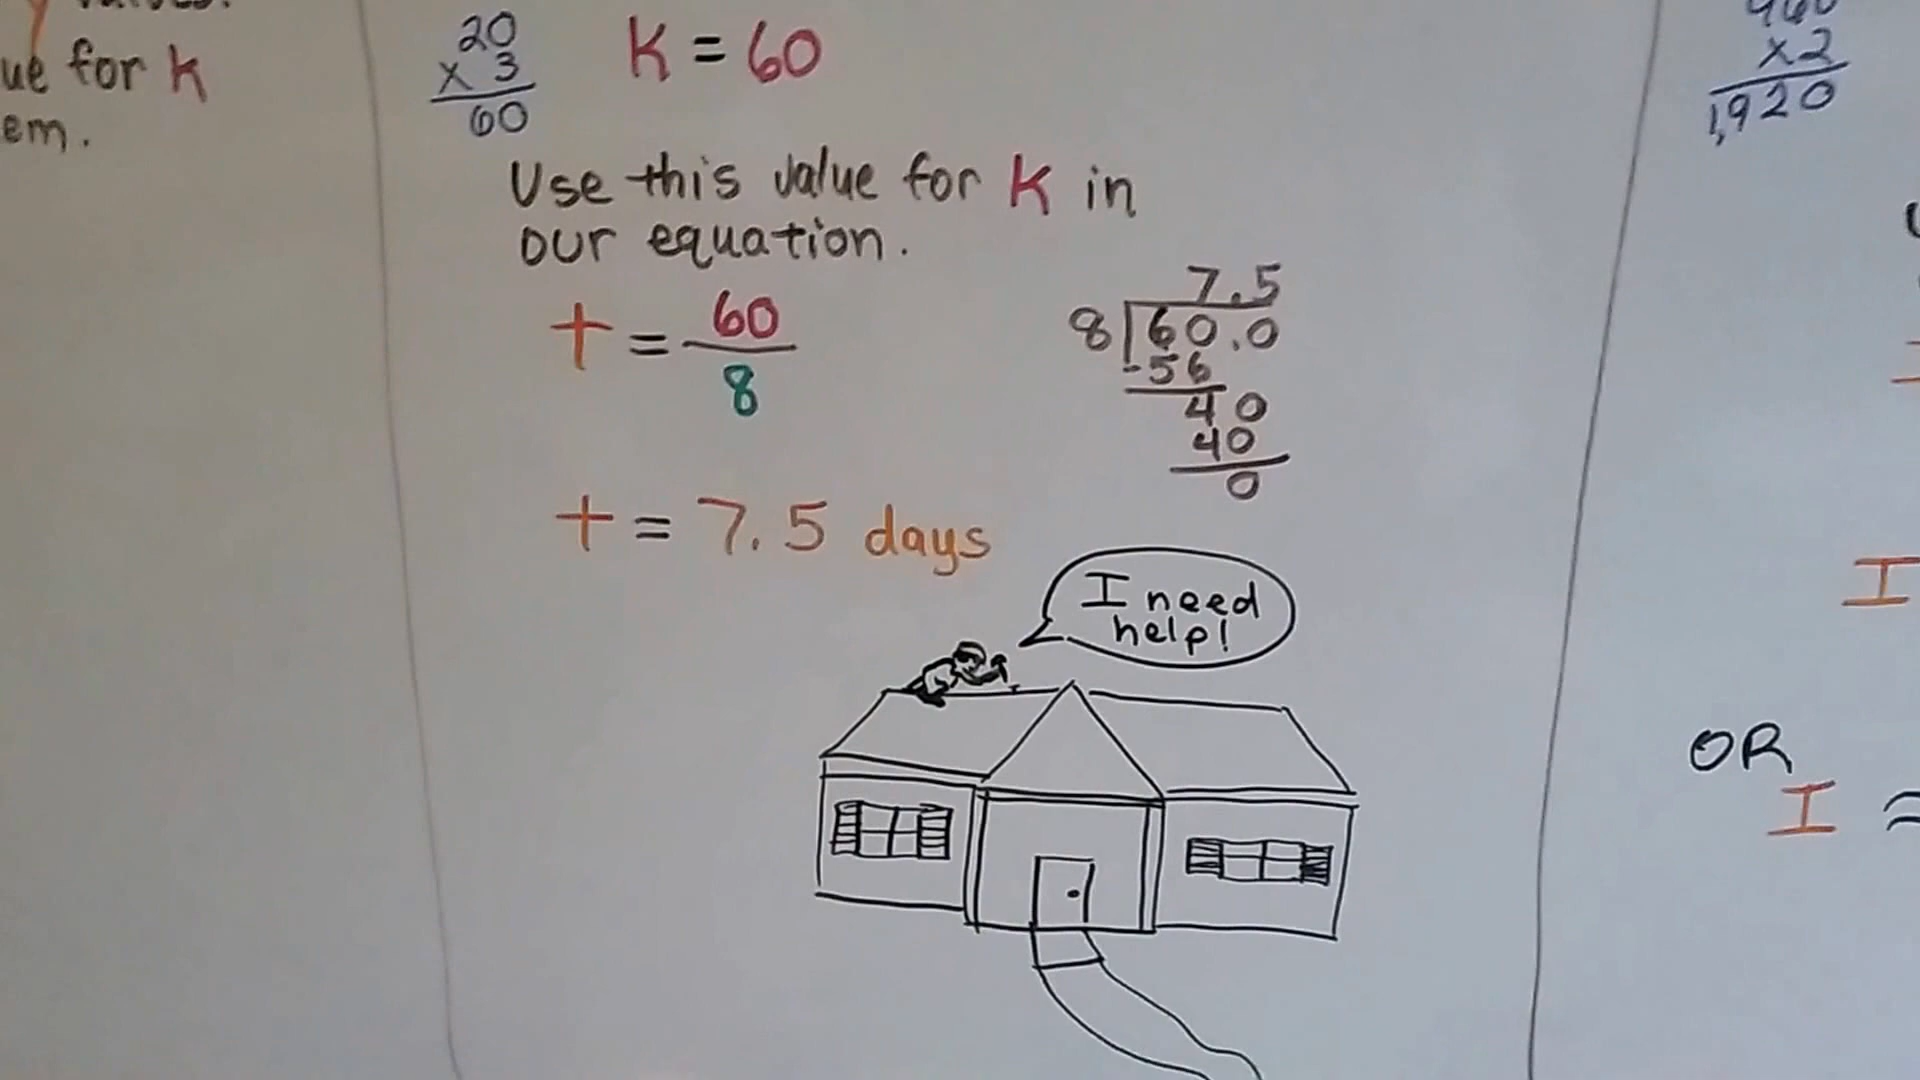 values.
ue for K
em.
20
x 3
60
K = 60
Use this value for K in
our equation.
t = 60
8
7.5
8 60.0
-56
40
40
0
t = 7.5 days
I need
help!
x2
1,920
I
OR
I ≈